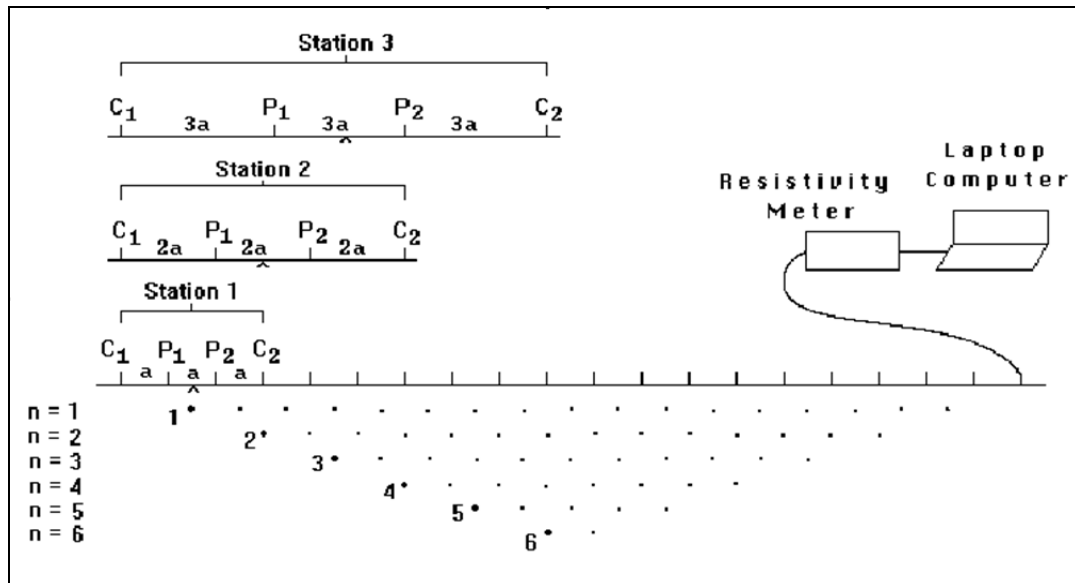 Station 3
C1 P1 P2 C2
3a 3a 3a
Station 2
C1 P1 P2 C2
2a 2a 2a
Station 1
C1 P1 P2 C2
a a a
Resistivity
Meter
Laptop
Computer
n = 1 1
n = 2 2
n = 3 3
n = 4 4
n = 5 5
n = 6 6